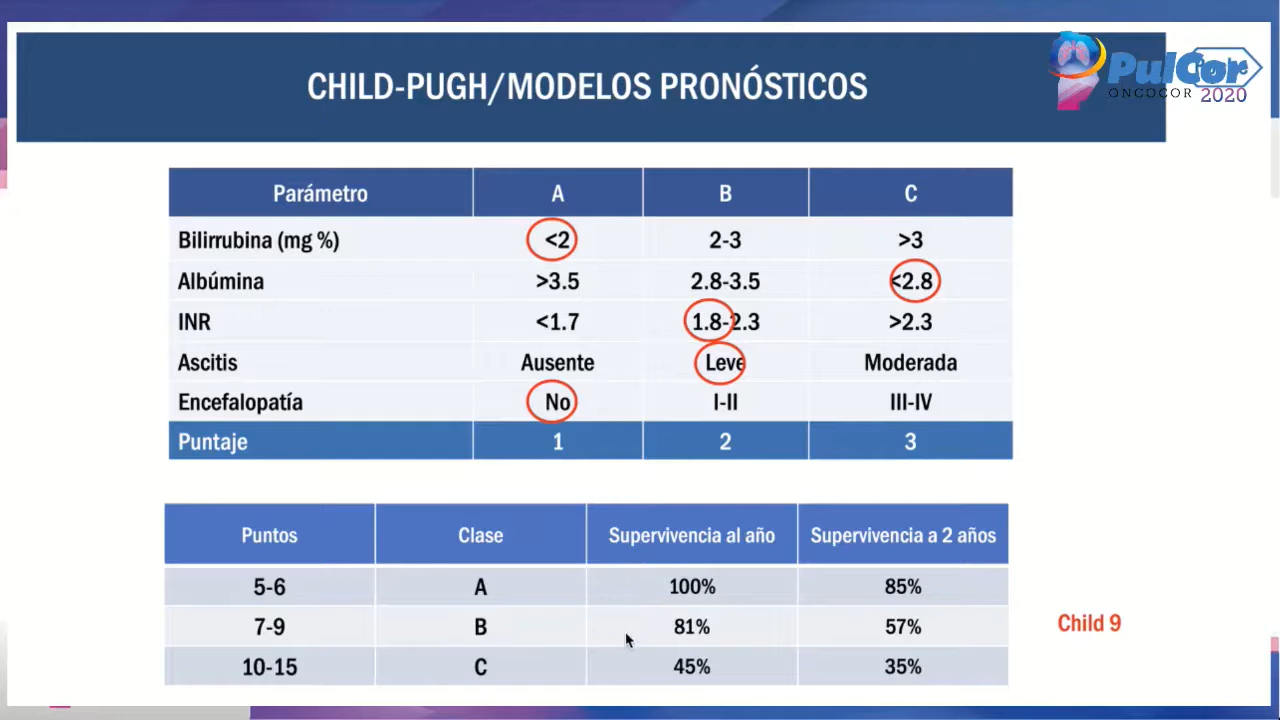 CHILD-PUGH/MODELOS PRONÓSTICOS
PulCor
ONCOCOR 2020
Parámetro A B C
Bilirrubina (mg %) <2 2-3 >3
Albúmina >3.5 2.8-3.5 <2.8
INR <1.7 1.8-2.3 >2.3
Ascitis Ausente Leve Moderada
Encefalopatía No I-II III-IV
Puntaje 1 2 3
Puntos Clase Supervivencia al año Supervivencia a 2 años
5-6 A 100% 85%
7-9 B 81% 57%
10-15 C 45% 35%
Child 9